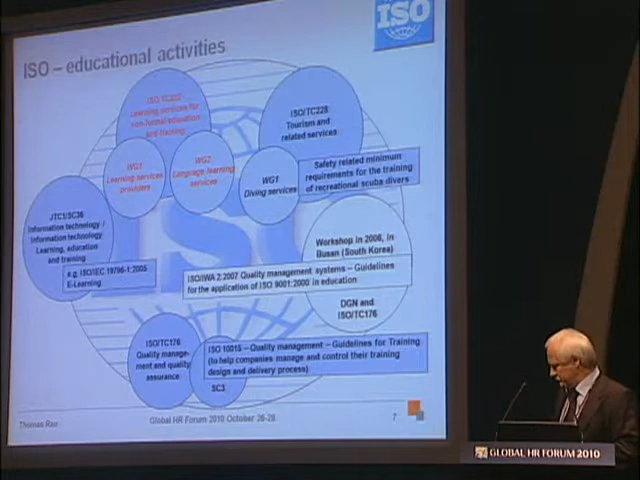 ISO
ISO – educational activities
ISO TC232
Learning services for
non-formal education
and training
ISO/TC228
Tourism and
related services
WG1
Learning services
providers
WG2
Language learning
services
WG1
Diving services
Safety related minimum
requirements for the training
of recreational scuba divers
JTC1/SC36
Information technology /
Information technology
Learning, education
and training
e.g. ISO/IEC 19796-1:2005
E-Learning
Workshop in 2006, in
Busan (South Korea)
ISO/IWA 2:2007 Quality management systems – Guidelines
for the application of ISO 9001:2000 in education
DGN and
ISO/TC176
ISO/TC176
Quality manage-
ment and quality
assurance
ISO 10015 – Quality management – Guidelines for Training
(to help companies manage and control their training
design and delivery process)
SC3
Thomas Rau
Global HR Forum 2010 October 26-28
7
GLOBAL HR FORUM 2010